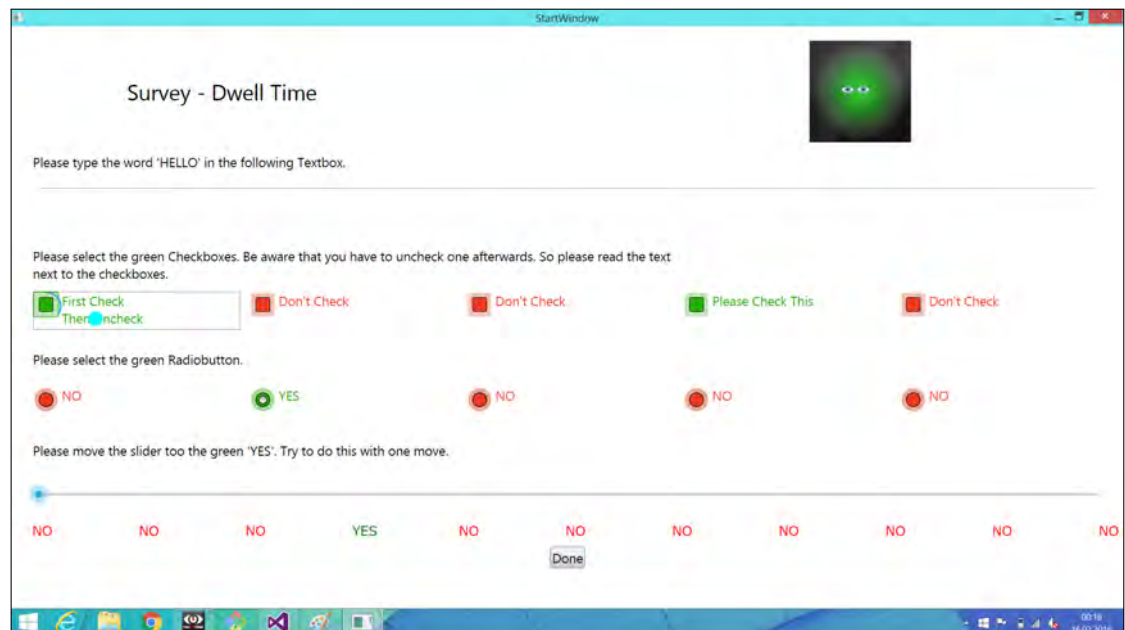 StartWindow
Survey - Dwell Time
Please type the word 'HELLO' in the following Textbox.
Please select the green Checkboxes. Be aware that you have to uncheck one afterwards. So please read the text
next to the checkboxes.
First Check Don't Check Don't Check Please Check This Don't Check
Then
Please select the green Radiobutton.
NO YES NO NO NO
Please move the slider too the green 'YES'. Try to do this with one move.
NO NO NO YES NO NO NO NO NO NO NO
Done
00:18